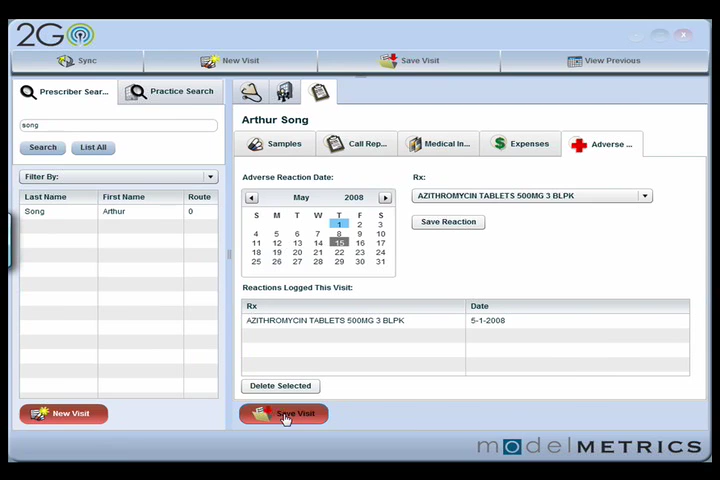 2GO
Sync
New Visit
Save Visit
View Previous
Prescriber Sear...
Practice Search
song
Search
List All
Filter By:
Last Name First Name Route
Song Arthur 0
New Visit
Arthur Song
Samples
Call Rep...
Medical In...
$ Expenses
Adverse ...
Adverse Reaction Date:
May 2008
S M T W T F S
1 2 3
4 5 6 7 8 9 10
11 12 13 14 15 16 17
18 19 20 21 22 23 24
25 26 27 28 29 30 31
Rx:
AZITHROMYCIN TABLETS 500MG 3 BLPK
Save Reaction
Reactions Logged This Visit:
Rx Date
AZITHROMYCIN TABLETS 500MG 3 BLPK 5-1-2008
Delete Selected
Save Visit
modelMETRICS